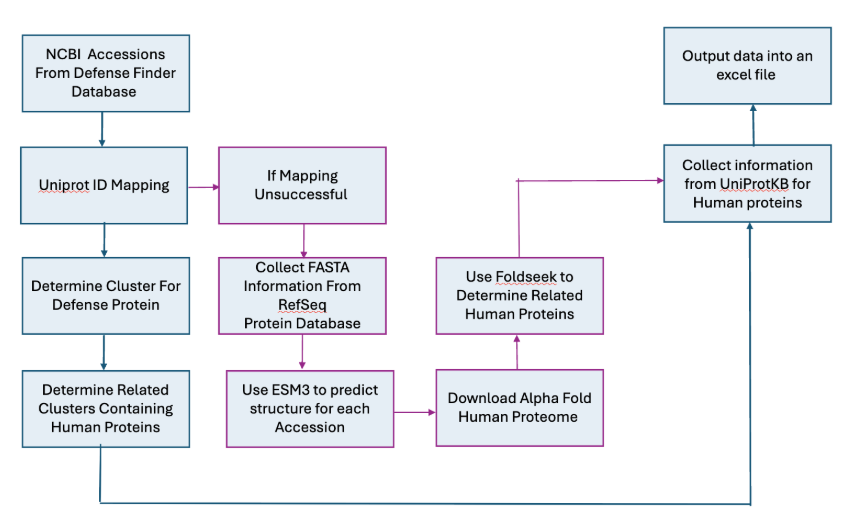 NCBI  Accessions
From Defense Finder
Database
Uniprot ID Mapping
Determine Cluster For
Defense Protein
Determine Related
Clusters Containing
Human Proteins
If Mapping
Unsuccessful
Collect FASTA
Information From
RefSeq
Protein Database
Use ESM3 to predict
structure for each
Accession
Download Alpha Fold
Human Proteome
Use Foldseek to
Determine Related
Human Proteins
Collect information
from UniProtKB for
Human proteins
Output data into an
excel file